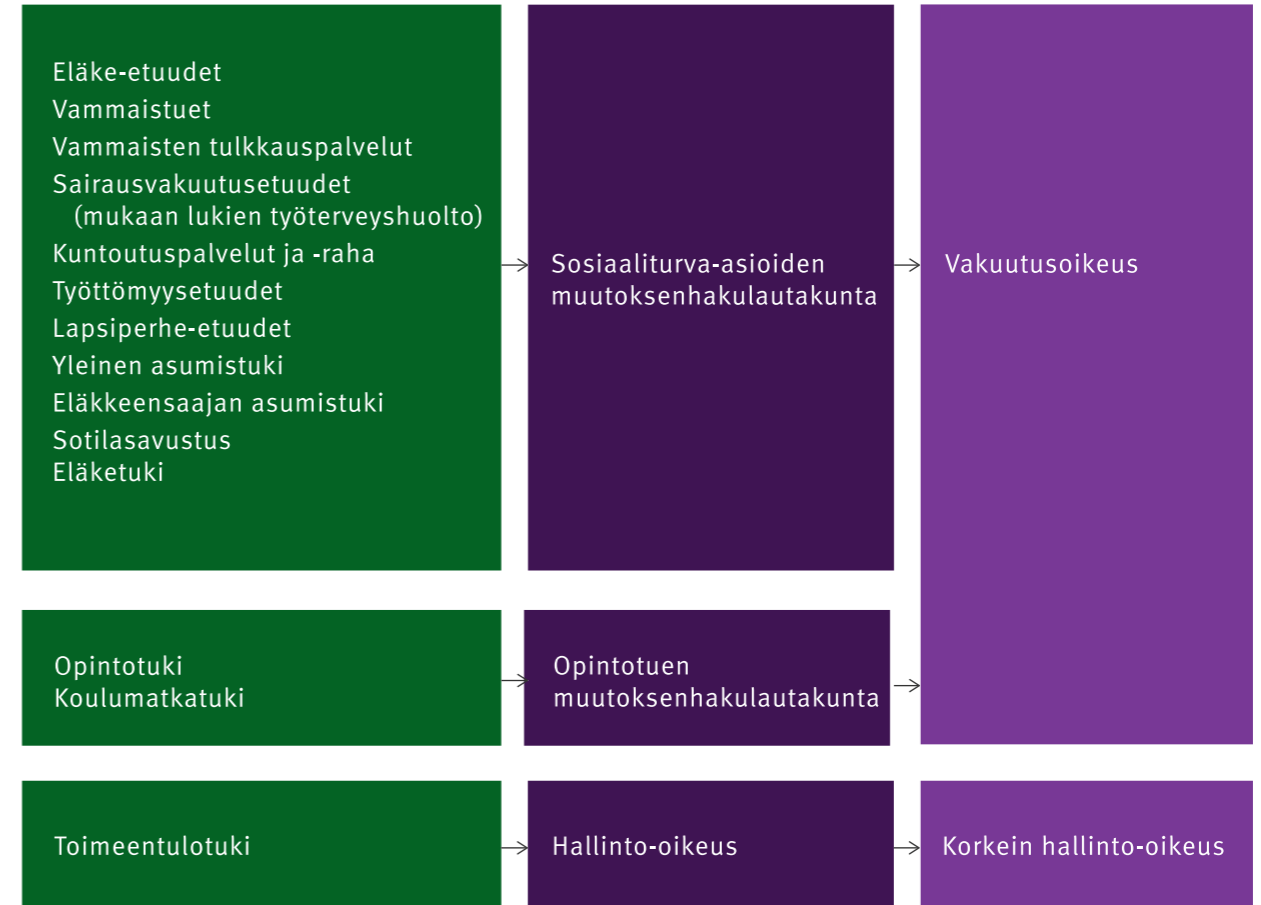 Eläke-etuudet
Vammaistuet
Vammaisten tulkkauspalvelut
Sairausvakuutusetuudet
(mukaan lukien työterveyshuolto)
Kuntoutuspalvelut ja -raha
Työttömyysetuudet
Lapsiperhe-etuudet
Yleinen asumistuki
Eläkkeensaajan asumistuki
Sotilasavustus
Eläketuki
Sosiaaliturva-asioiden
muutoksenhakulautakunta
Vakuutusoikeus
Opintotuki
Koulumatkatuki
Opintotuen
muutoksenhakulautakunta
Toimeentulotuki
Hallinto-oikeus
Korkein hallinto-oikeus